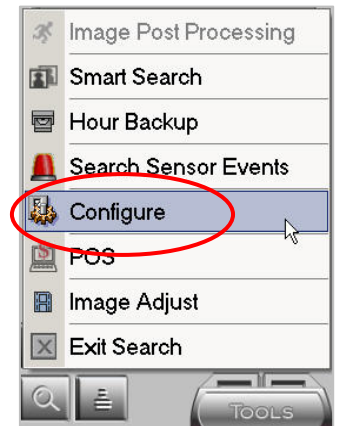 Image Post Processing
Smart Search
Hour Backup
Search Sensor Events
Configure
POS
Image Adjust
Exit Search
TOOLS